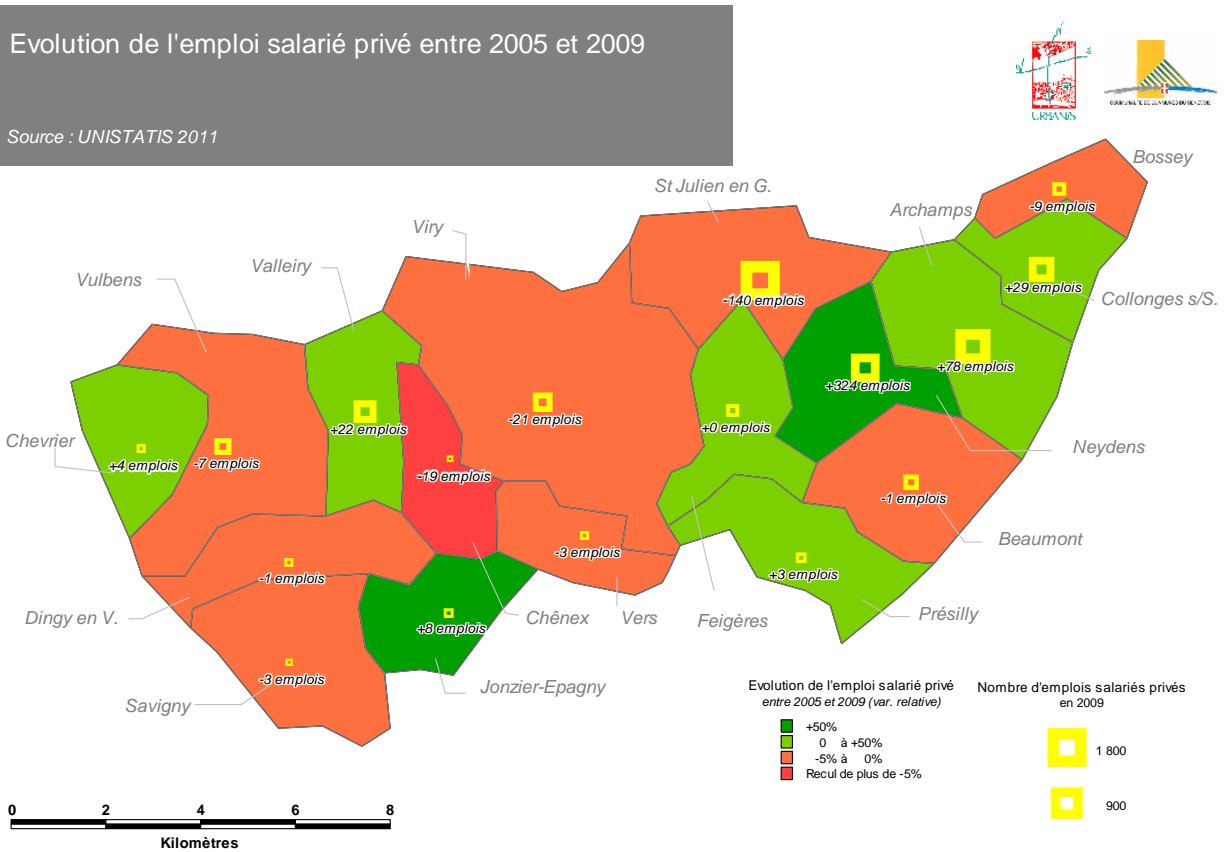 Evolution de l'emploi salarié privé entre 2005 et 2009
Source : UNISTATIS 2011
URBANIS
COMMUNAUTE DE COMMUNES DU GENEVOIS
Bossey
-9 emplois
St Julien en G.
Archamps
Viry
Valleiry
Vulbens
+29 emplois
Collonges s/S.
-140 emplois
+78 emplois
+324 emplois
-21 emplois
+0 emplois
+22 emplois
Chevrier
+4 emplois
-7 emplois
-19 emplois
Neydens
-1 emplois
Beaumont
-3 emplois
-1 emplois
+3 emplois
Dingy en V.
+8 emplois
Chênex
Vers
Feigères
Présilly
-3 emplois
Savigny
Jonzier-Epagny
Evolution de l'emploi salarié privé
entre 2005 et 2009 (var. relative)
+50%
0 à +50%
-5% à 0%
Recul de plus de -5%
Nombre d'emplois salariés privés
en 2009
1 800
900
0 2 4 6 8
Kilomètres